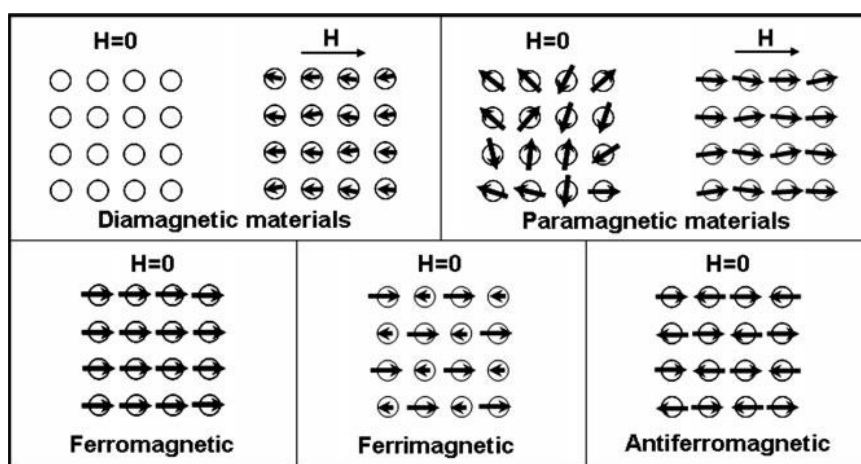 H=0
H
Diamagnetic materials
H=0
H
Paramagnetic materials
H=0
Ferromagnetic
H=0
Ferrimagnetic
H=0
Antiferromagnetic